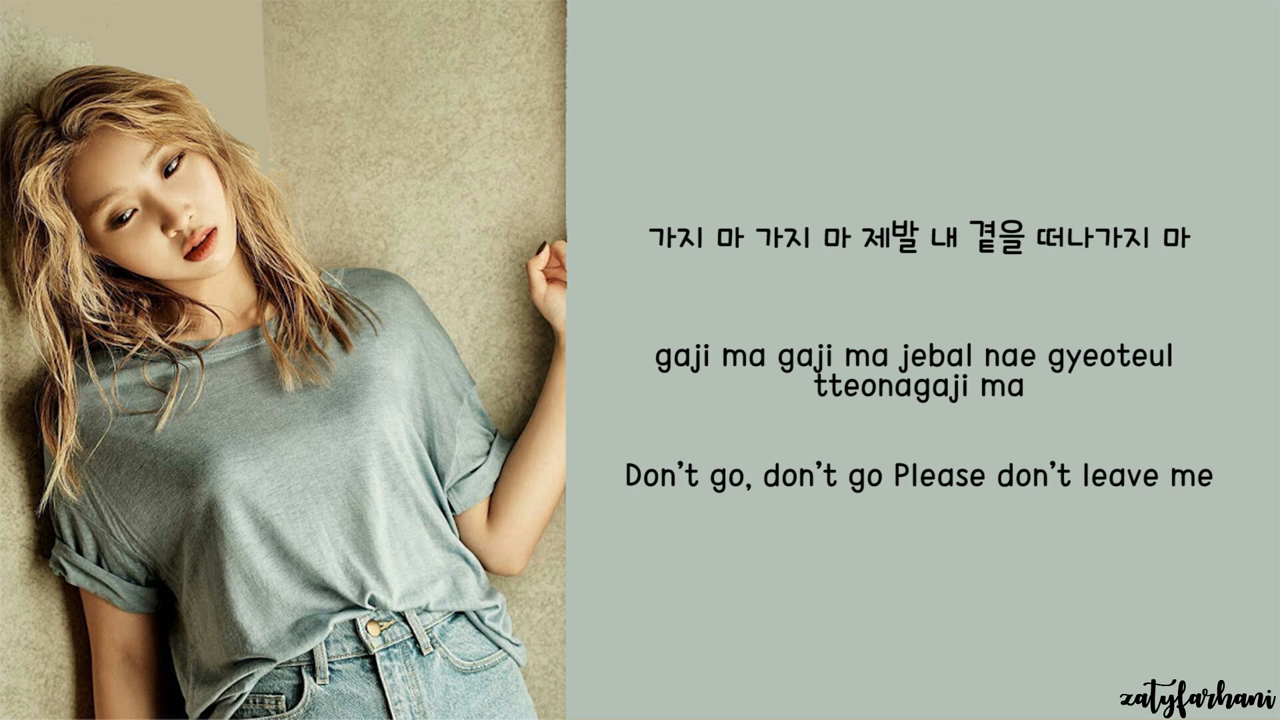 가지 마 가지 마 제발 내 곁을 떠나가지 마
gaji ma gaji ma jebal nae gyeoteul
tteonagaji ma
Don't go, don't go Please don't leave me
zatyfarhani